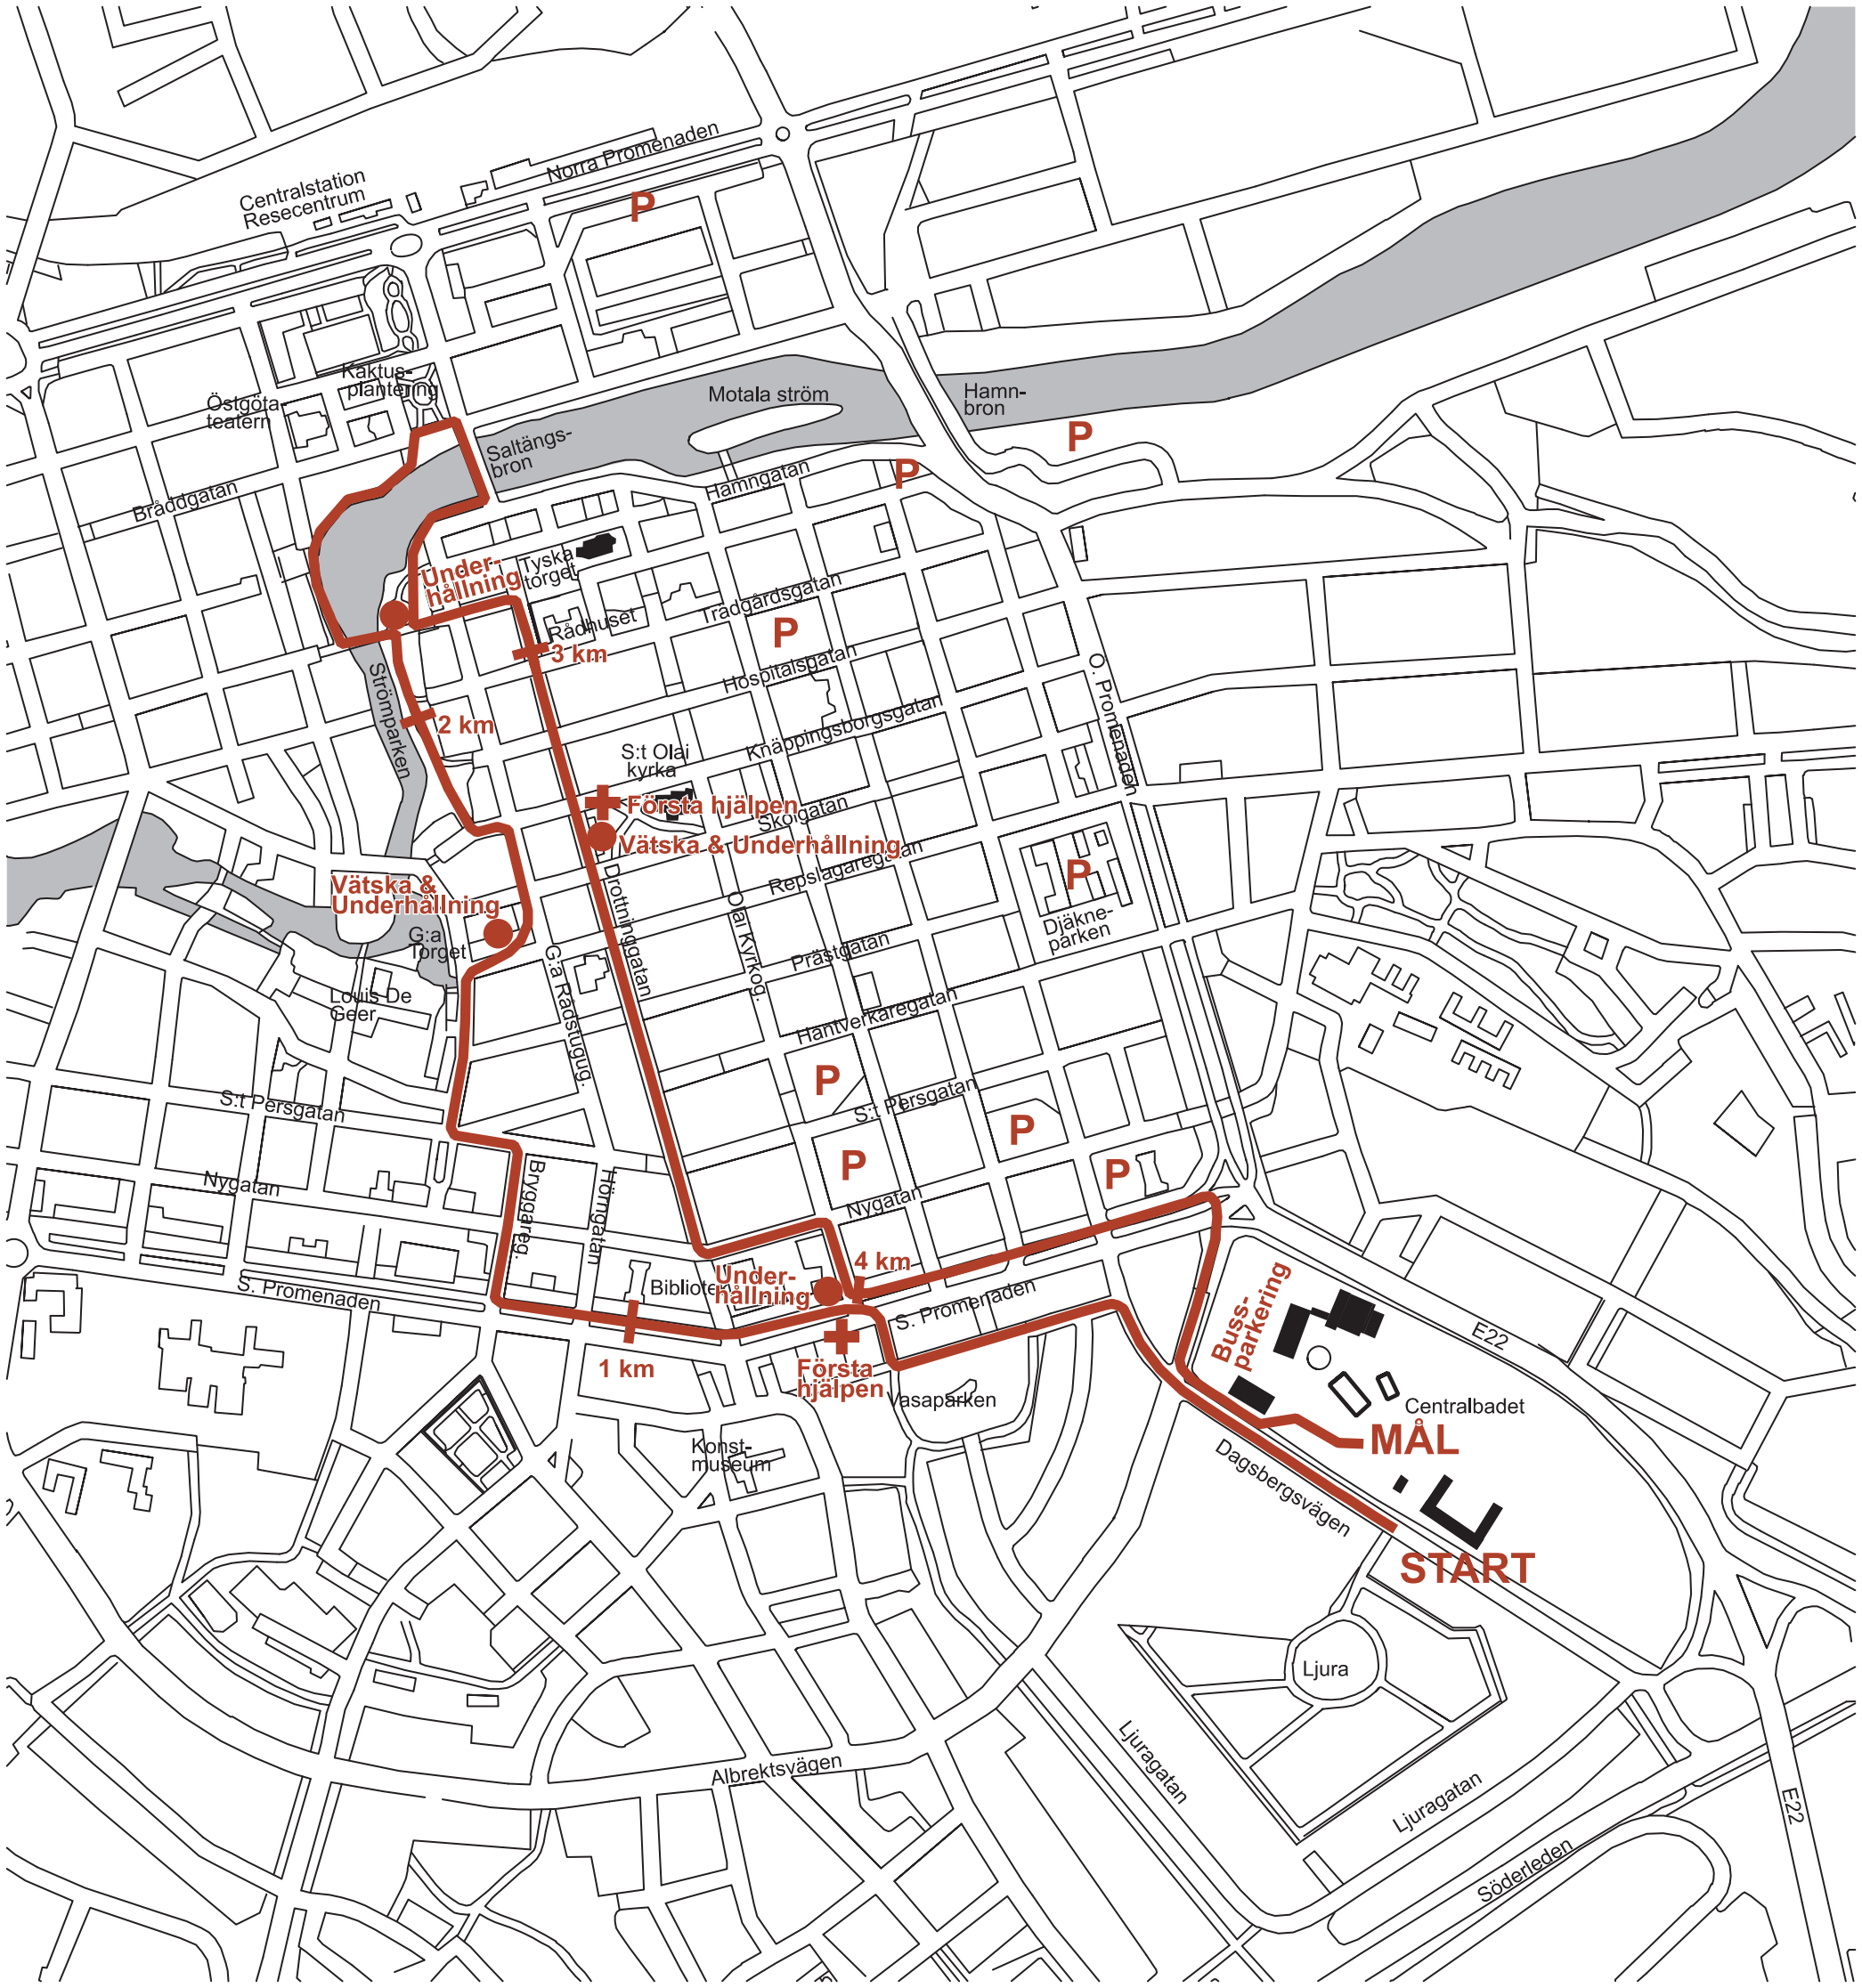 Norra Promenaden
Centralstation
Resecentrum
P
Kaktus-
plantering
Östgöta-
teatern
Motala ström
Hamn-
bron
Saltängs-
bron
P
P
Hamngatan
Bråddgatan
Tyska
torget
Under-
hållning
Trädgårdsgatan
Rådhuset
P
3 km
Hospitalsgatan
Ö. Promenaden
Strömparken
2 km
Knäppingsborgsgatan
S:t Olai
kyrka
Första hjälpen
Skolgatan
Vätska & Underhållning
Repslagaregatan
P
Vätska &
Underhållning
Drottninggatan
Olai Kyrkog.
Djäkne-
parken
G:a
Torget
Prästgatan
G:a Rådstugug.
Louis De
Geer
Hantverkaregatan
P
S:t Persgatan
S:t Persgatan
P
P
P
Nygatan
Bryggareg.
Hörngatan
Nygatan
4 km
S. Promenaden
Bibliotek
Under-
hållning
S. Promenaden
Buss-
parkering
E22
1 km
Första
hjälpen
Vasaparken
Centralbadet
MÅL
Konst-
museum
Dagsbergsvägen
START
Ljura
Ljuragatan
Albrektsvägen
Ljuragatan
E22
Söderleden